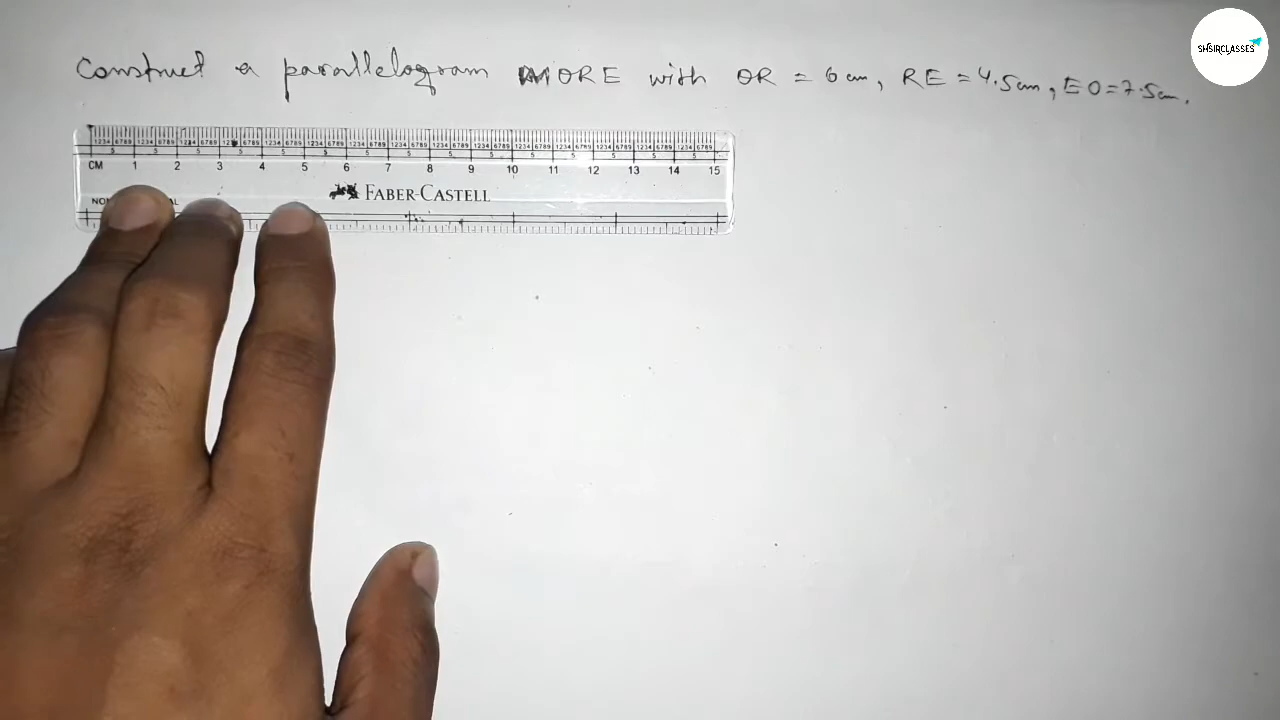 SHSIRCLASSES
Construct a parallelogram MORE with OR = 6 cm, RE = 4.5cm, EO = 7.5cm.
CM 1 2 3 4 5 6 7 8 9 10 11 12 13 14 15
FABER-CASTELL